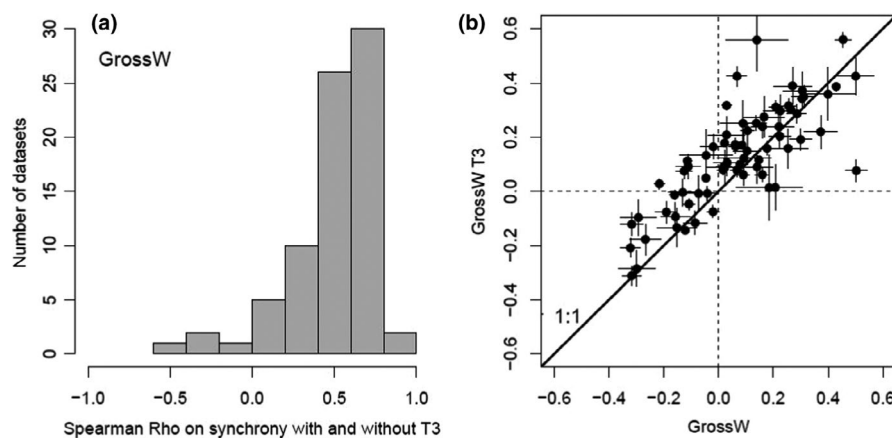 (a)
GrossW
Number of datasets
30
25
20
15
10
5
0
−1.0 −0.5 0.0 0.5 1.0
Spearman Rho on synchrony with and without T3
(b)
GrossW T3
0.6
0.4
0.2
0.0
−0.2
−0.4
−0.6
1:1
−0.6 −0.4 −0.2 0.0 0.2 0.4 0.6
GrossW